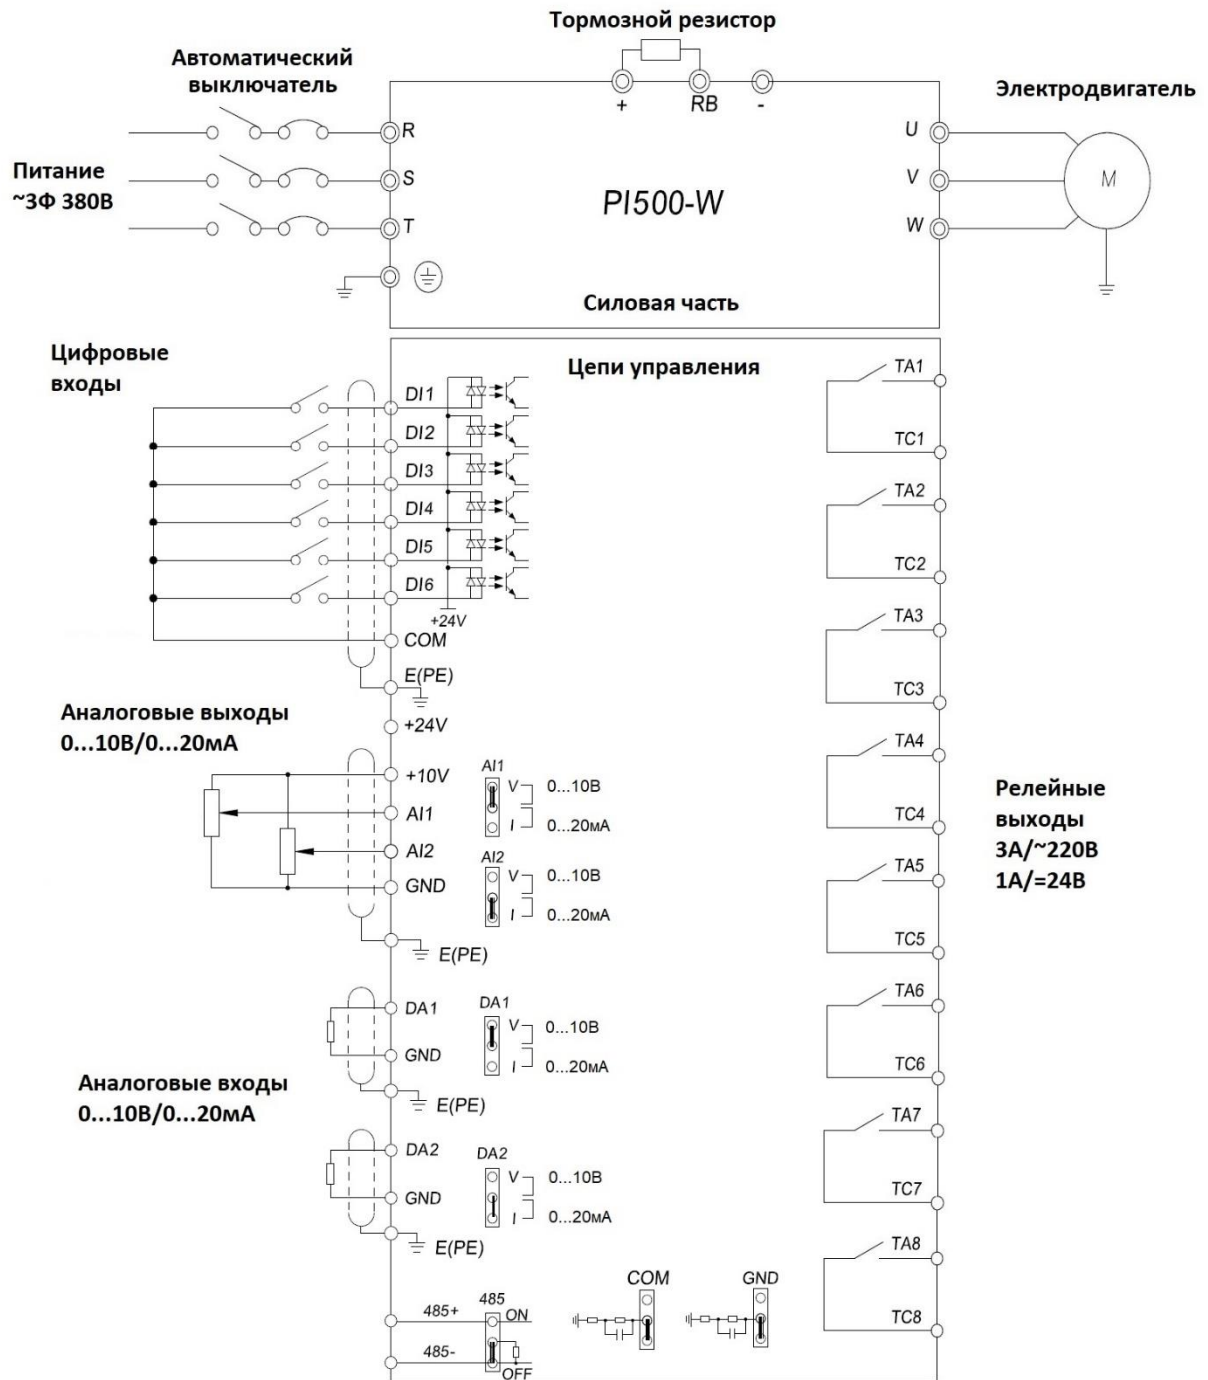 Тормозной резистор
Автоматический
выключатель
+
RB
-
Электродвигатель
Питание
~3Ф 380В
R
S
T
PI500-W
U
V
W
M
Силовая часть
Цифровые
входы
Цепи управления
DI1
DI2
DI3
DI4
DI5
DI6
+24V
COM
E(PE)
+24V
Аналоговые выходы
0...10В/0...20мА
+10V
AI1
AI2
GND
E(PE)
AI1
V
0...10В
I
0...20мА
AI2
V
0...10В
I
0...20мА
DA1
GND
E(PE)
DA1
V
0...10В
I
0...20мА
Аналоговые входы
0...10В/0...20мА
DA2
GND
E(PE)
DA2
V
0...10В
I
0...20мА
485+
485-
485
ON
OFF
COM
GND
TA1
TC1
TA2
TC2
TA3
TC3
TA4
TC4
TA5
TC5
TA6
TC6
TA7
TC7
TA8
TC8
Релейные
выходы
3А/~220В
1А/=24В